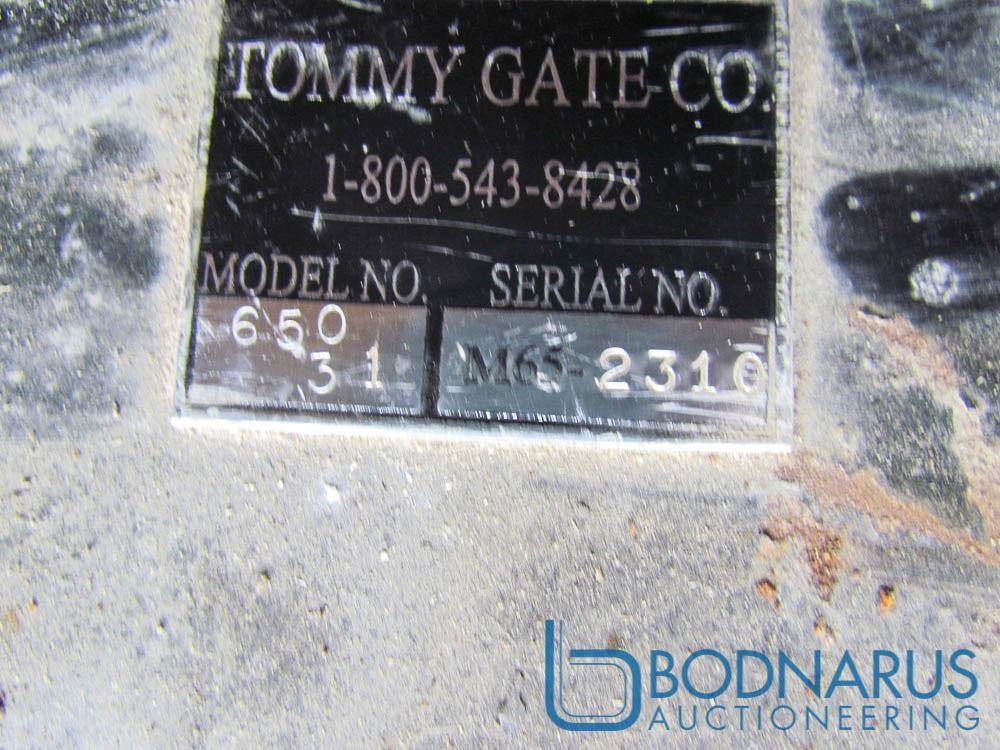 TOMMY GATE CO.
1-800-543-8428
MODEL NO. SERIAL NO.
650
31 M65-2310
BODNARUS
AUCTIONEERING